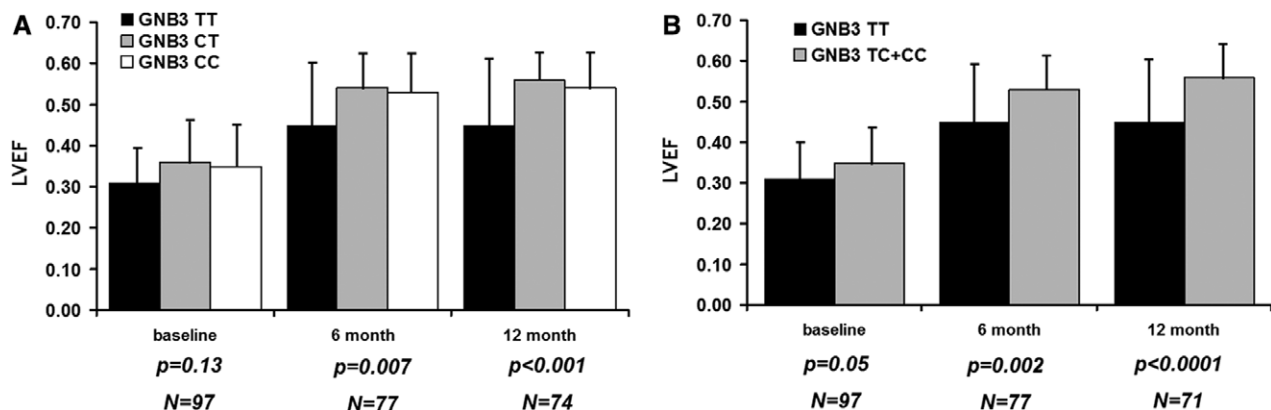 A
GNB3 TT
GNB3 CT
GNB3 CC
LVEF
0.70
0.60
0.50
0.40
0.30
0.20
0.10
0.00
baseline 6 month 12 month
p=0.13 p=0.007 p<0.001
N=97 N=77 N=74
B
GNB3 TT
GNB3 TC+CC
LVEF
0.70
0.60
0.50
0.40
0.30
0.20
0.10
0.00
baseline 6 month 12 month
p=0.05 p=0.002 p<0.0001
N=97 N=77 N=71